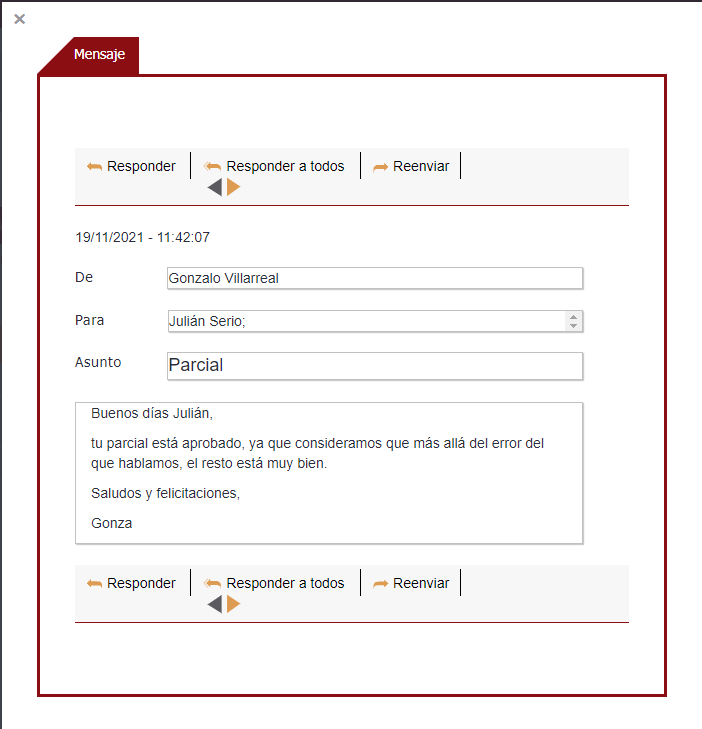 Mensaje
Responder Responder a todos Reenviar
19/11/2021 - 11:42:07
De Gonzalo Villarreal
Para Julián Serio;
Asunto Parcial
Buenos días Julián,
tu parcial está aprobado, ya que consideramos que más allá del error del
que hablamos, el resto está muy bien.
Saludos y felicitaciones,
Gonza
Responder Responder a todos Reenviar